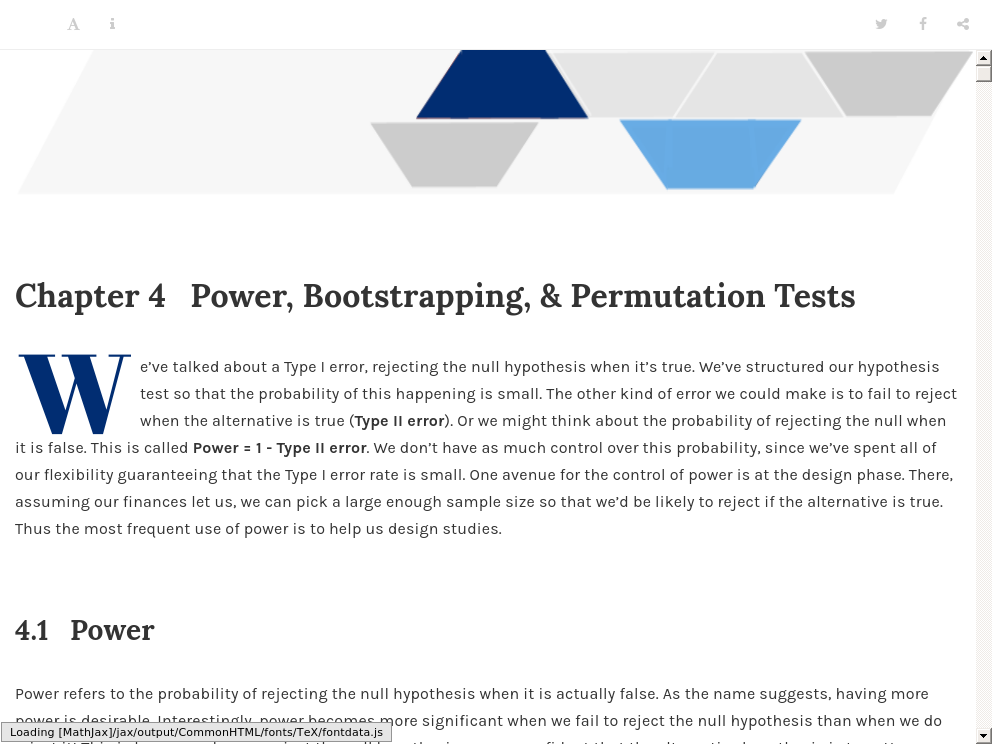 A i
Chapter 4 Power, Bootstrapping, & Permutation Tests
We’ve talked about a Type I error, rejecting the null hypothesis when it’s true. We’ve structured our hypothesis
test so that the probability of this happening is small. The other kind of error we could make is to fail to reject
when the alternative is true (Type II error). Or we might think about the probability of rejecting the null when
it is false. This is called Power = 1 - Type II error. We don’t have as much control over this probability, since we’ve spent all of
our flexibility guaranteeing that the Type I error rate is small. One avenue for the control of power is at the design phase. There,
assuming our finances let us, we can pick a large enough sample size so that we’d be likely to reject if the alternative is true.
Thus the most frequent use of power is to help us design studies.
4.1 Power
Power refers to the probability of rejecting the null hypothesis when it is actually false. As the name suggests, having more
power is desirable. Interestingly, power becomes more significant when we fail to reject the null hypothesis than when we do
Loading [MathJax]/jax/output/CommonHTML/fonts/TeX/fontdata.js